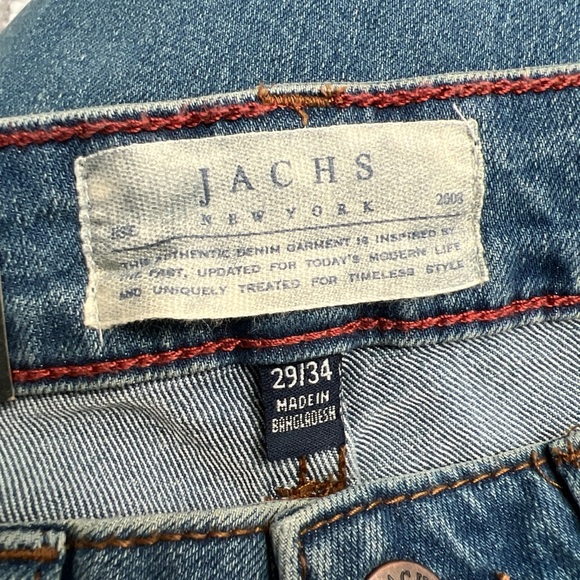 JACHS
NEW YORK
EST 2008
THIS AUTHENTIC DENIM GARMENT IS INSPIRED BY
THE PAST, UPDATED FOR TODAY'S MODERN LIFE
AND UNIQUELY TREATED FOR TIMELESS STYLE
29/34
MADE IN
BANGLADESH